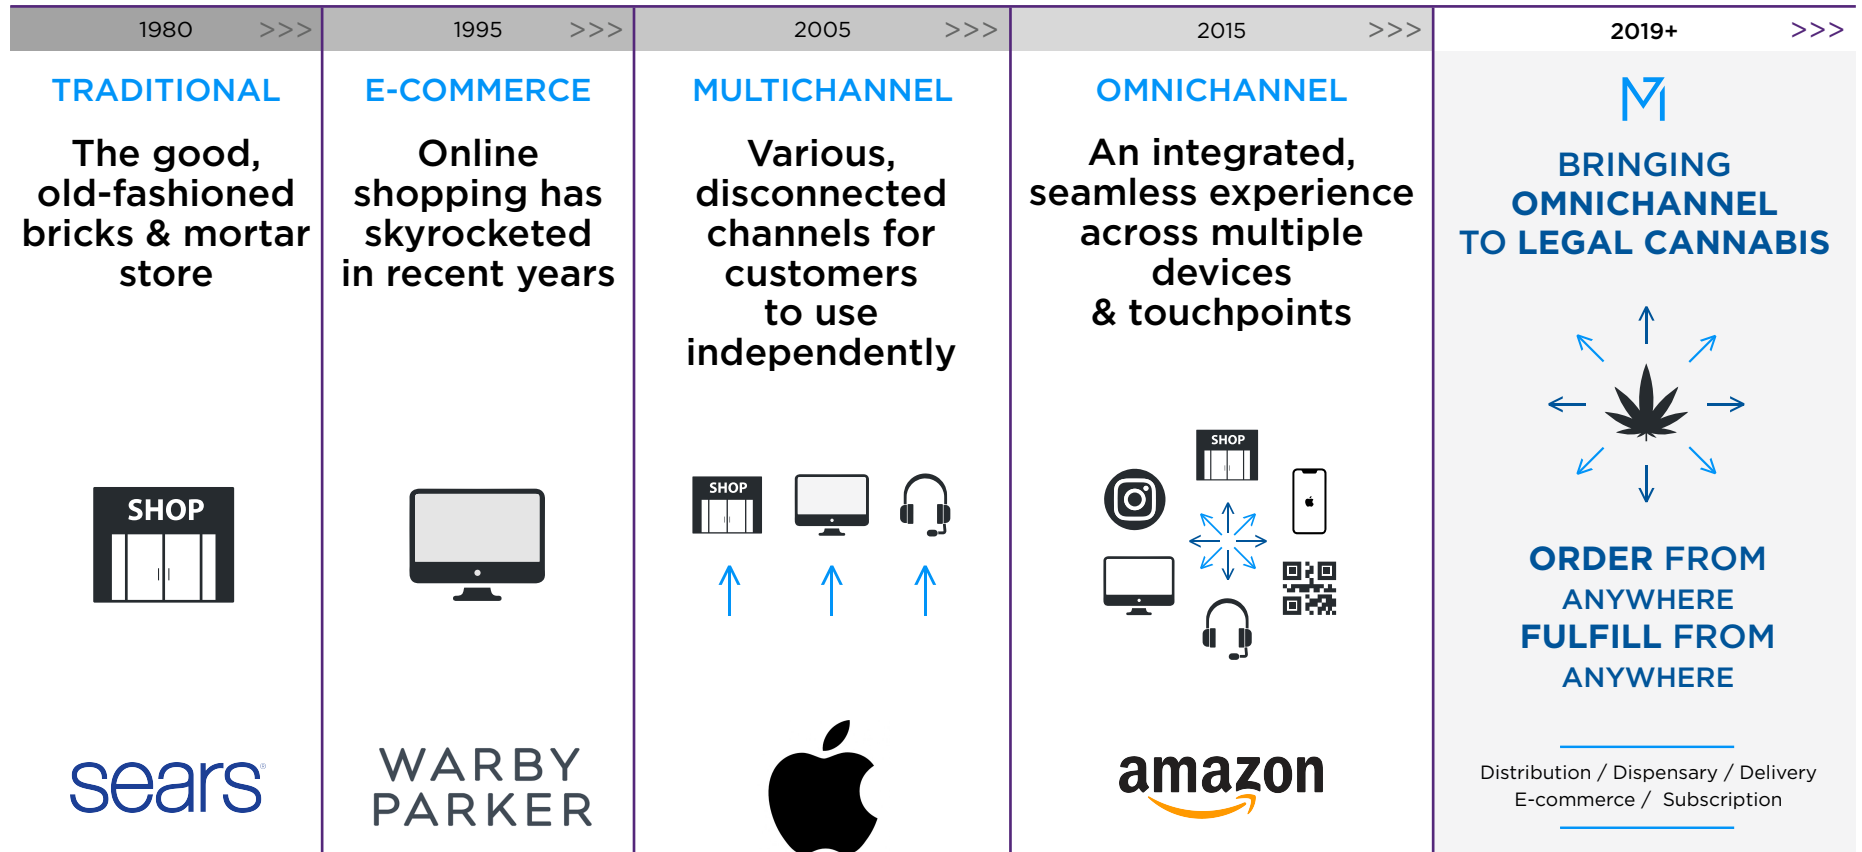 1980 >>>
1995 >>>
2005 >>>
2015 >>>
2019+ >>>
TRADITIONAL
The good,
old-fashioned
bricks & mortar
store
SHOP
sears®
E-COMMERCE
Online
shopping has
skyrocketed
in recent years
WARBY
PARKER
MULTICHANNEL
Various,
disconnected
channels for
customers
to use
independently
SHOP
OMNICHANNEL
An integrated,
seamless experience
across multiple
devices
& touchpoints
SHOP
amazon
BRINGING
OMNICHANNEL
TO LEGAL CANNABIS
ORDER FROM
ANYWHERE
FULFILL FROM
ANYWHERE
Distribution / Dispensary / Delivery
E-commerce / Subscription